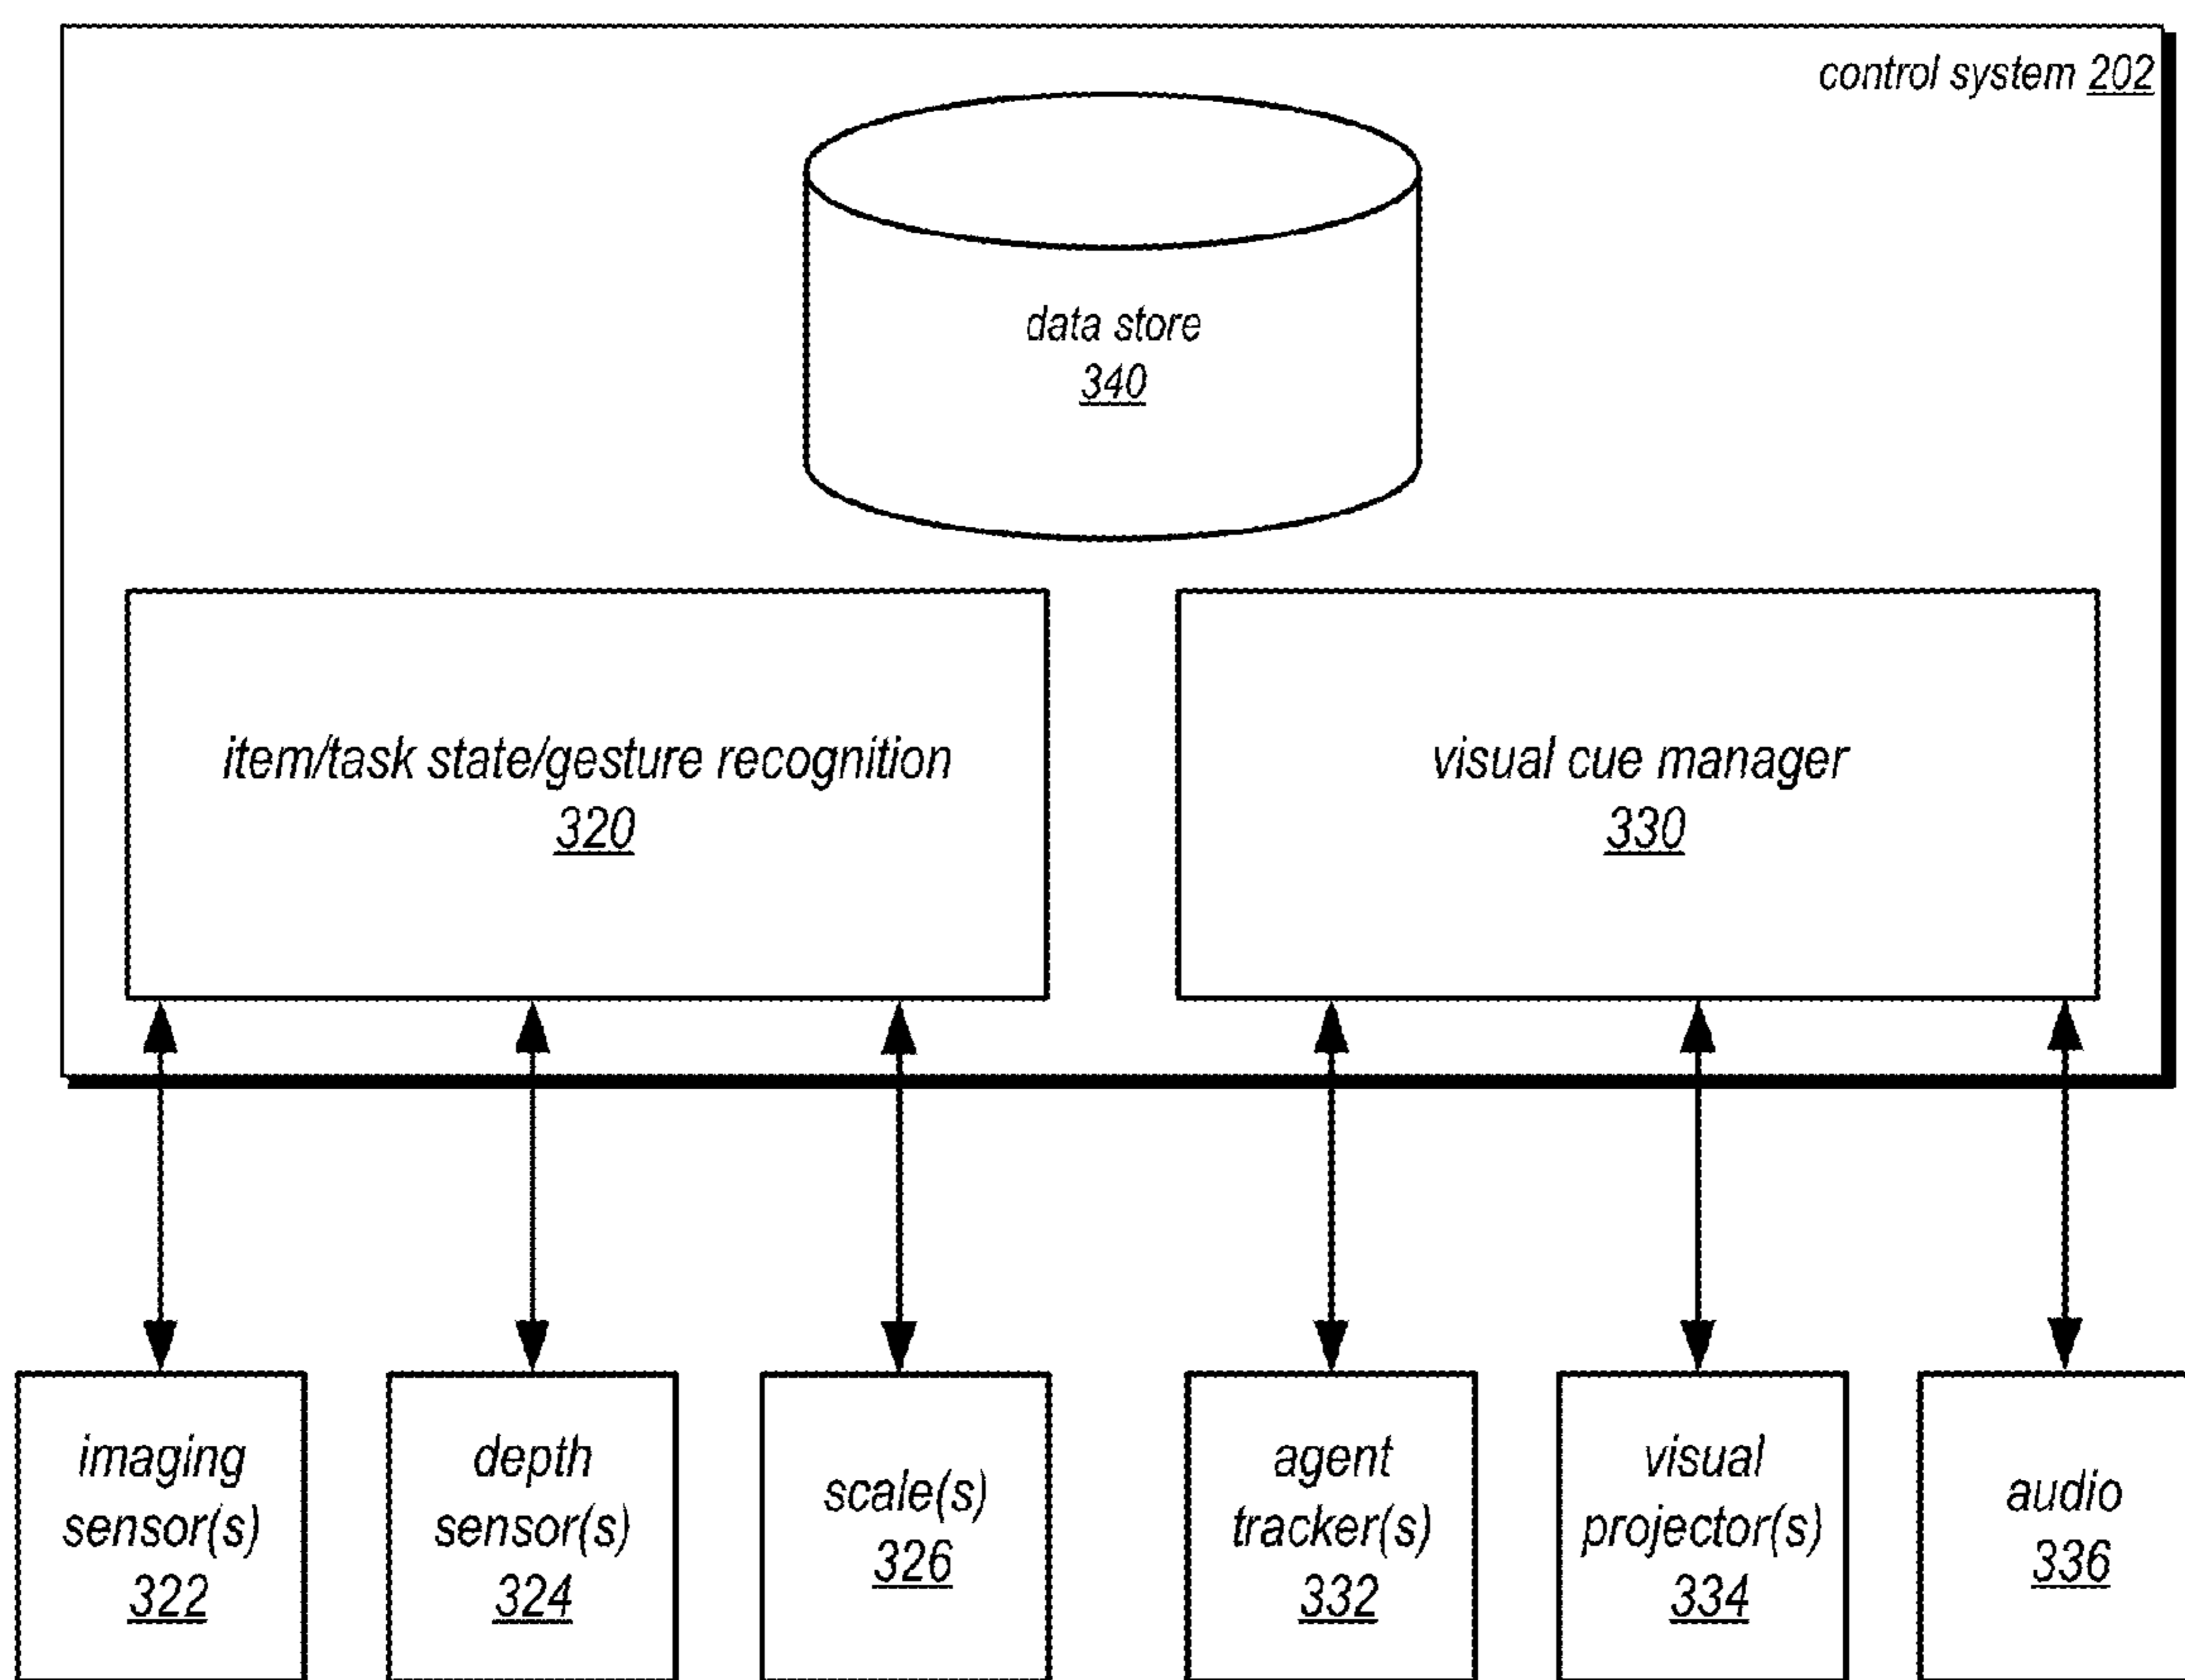 control system 202
data store
340
item/task state/gesture recognition
320
visual cue manager
330
imaging
sensor(s)
322
depth
sensor(s)
324
scale(s)
326
agent
tracker(s)
332
visual
projector(s)
334
audio
336